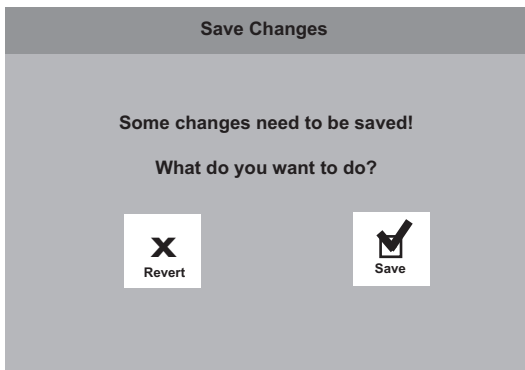 Save Changes
Some changes need to be saved!
What do you want to do?
Revert
Save